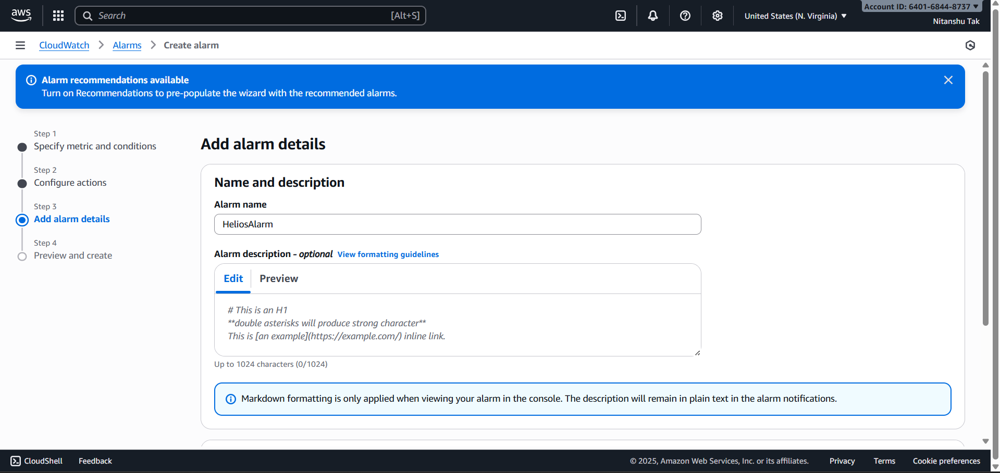 aws
Search [Alt+S]
United States (N. Virginia)
Account ID: 6401-6844-8737
Nitanshu Tak
CloudWatch
Alarms
Create alarm
Alarm recommendations available
Turn on Recommendations to pre-populate the wizard with the recommended alarms.
Step 1
Specify metric and conditions
Step 2
Configure actions
Step 3
Add alarm details
Step 4
Preview and create
Add alarm details
Name and description
Alarm name
HeliosAlarm
Alarm description - optional View formatting guidelines
Edit Preview
# This is an H1
**double asterisks will produce strong character**
This is [an example](https://example.com/) inline link.
Up to 1024 characters (0/1024)
Markdown formatting is only applied when viewing your alarm in the console. The description will remain in plain text in the alarm notifications.
CloudShell Feedback © 2025, Amazon Web Services, Inc. or its affiliates. Privacy Terms Cookie preferences